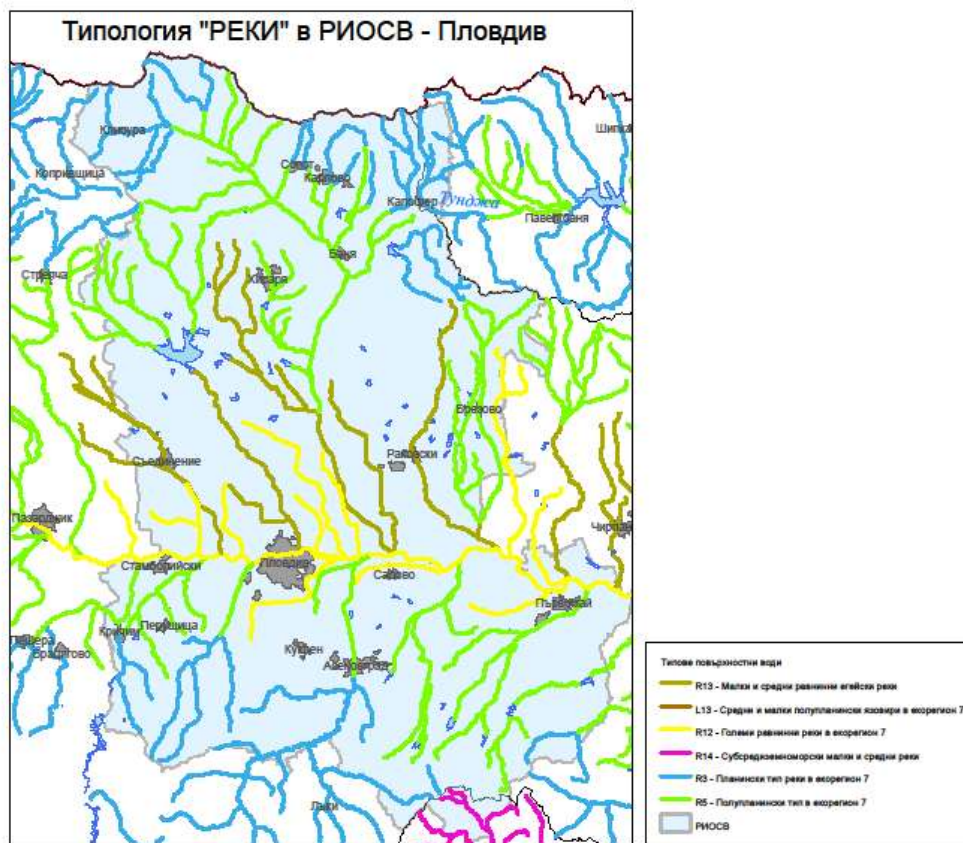 Типология "РЕКИ" в РИОСВ - Пловдив
Клисура
Шипка
Копривщица
Сопот
Карлово
Калофер
Тунджа
Павел баня
Баня
Стрелча
Хисаря
Брезово
Съединение
Раковски
Пазарджик
Чирпан
Стамболийски
Пловдив
Садово
Първомай
Пещера
Брацигово
Кричим
Перущица
Куклен
Асеновград
Лъки
Типове повърхностни води
R13 - Малки и средни равнинни егейски реки
L13 - Средни и малки полупланински язовири в екорегион 7
R12 - Големи равнинни реки в екорегион 7
R14 - Субсредиземноморски малки и средни реки
R3 - Планински тип реки в екорегион 7
R5 - Полупланински тип в екорегион 7
РИОСВ